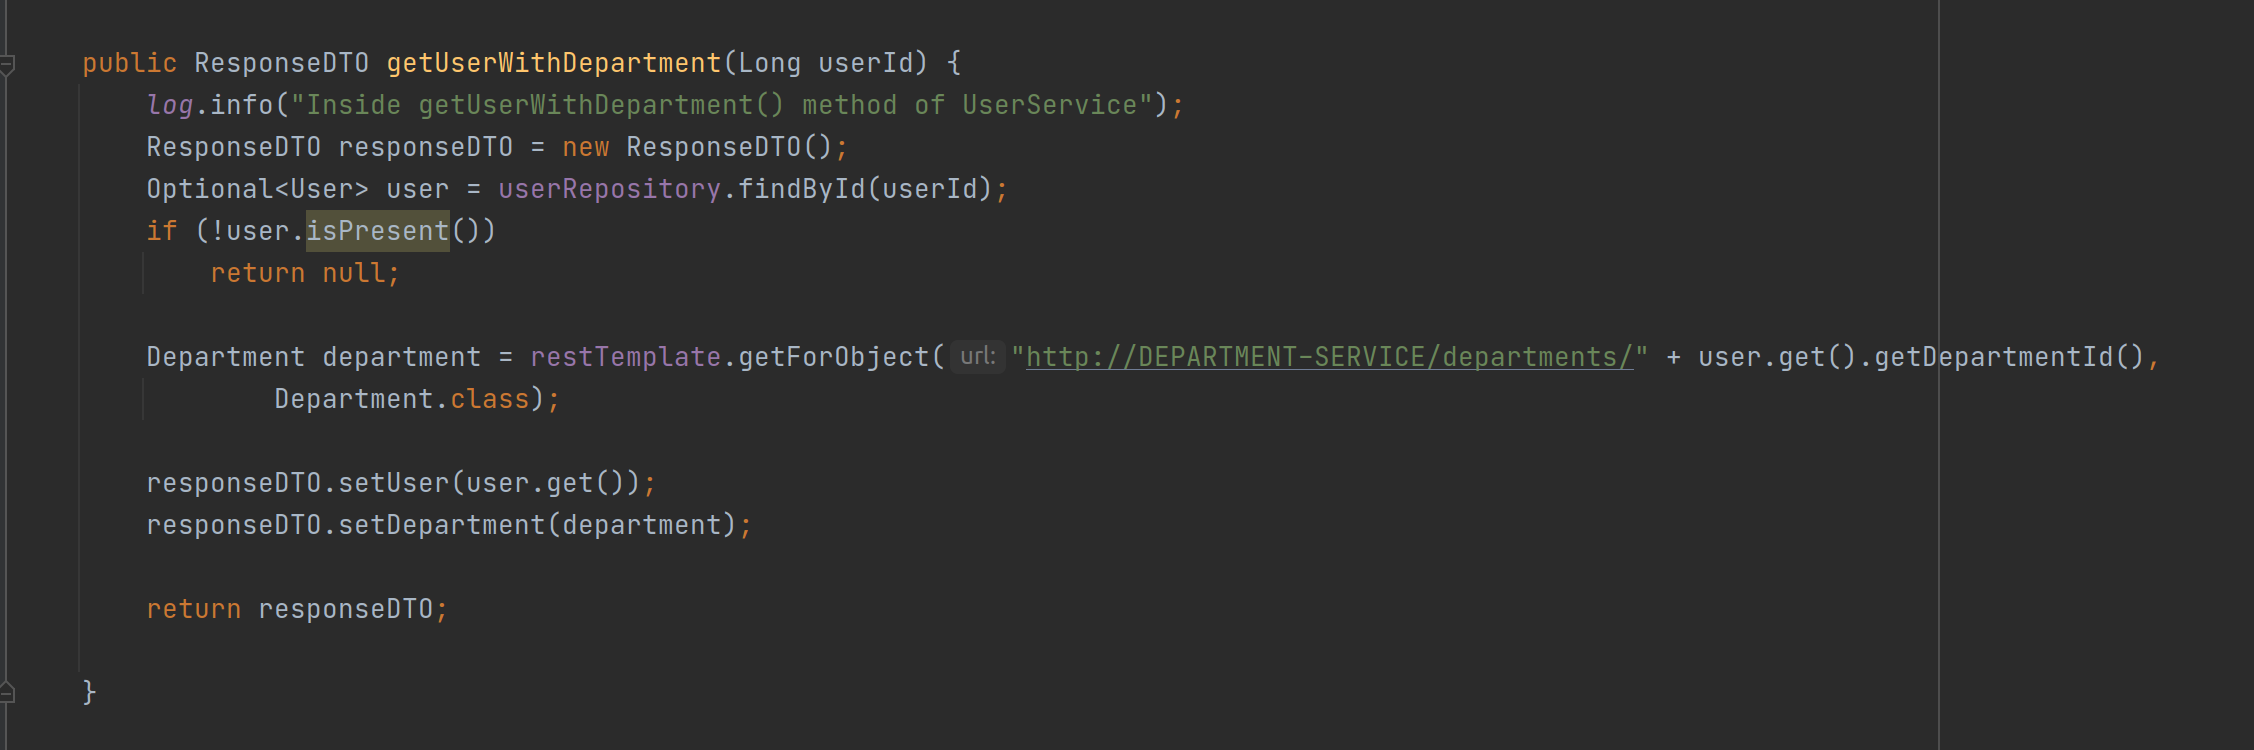 public ResponseDTO getUserWithDepartment(Long userId) {
log.info("Inside getUserWithDepartment() method of UserService");
ResponseDTO responseDTO = new ResponseDTO();
Optional<User> user = userRepository.findById(userId);
if (!user.isPresent())
return null;
Department department = restTemplate.getForObject( url: "http://DEPARTMENT-SERVICE/departments/" + user.get().getDepartmentId(),
Department.class);
responseDTO.setUser(user.get());
responseDTO.setDepartment(department);
return responseDTO;
}